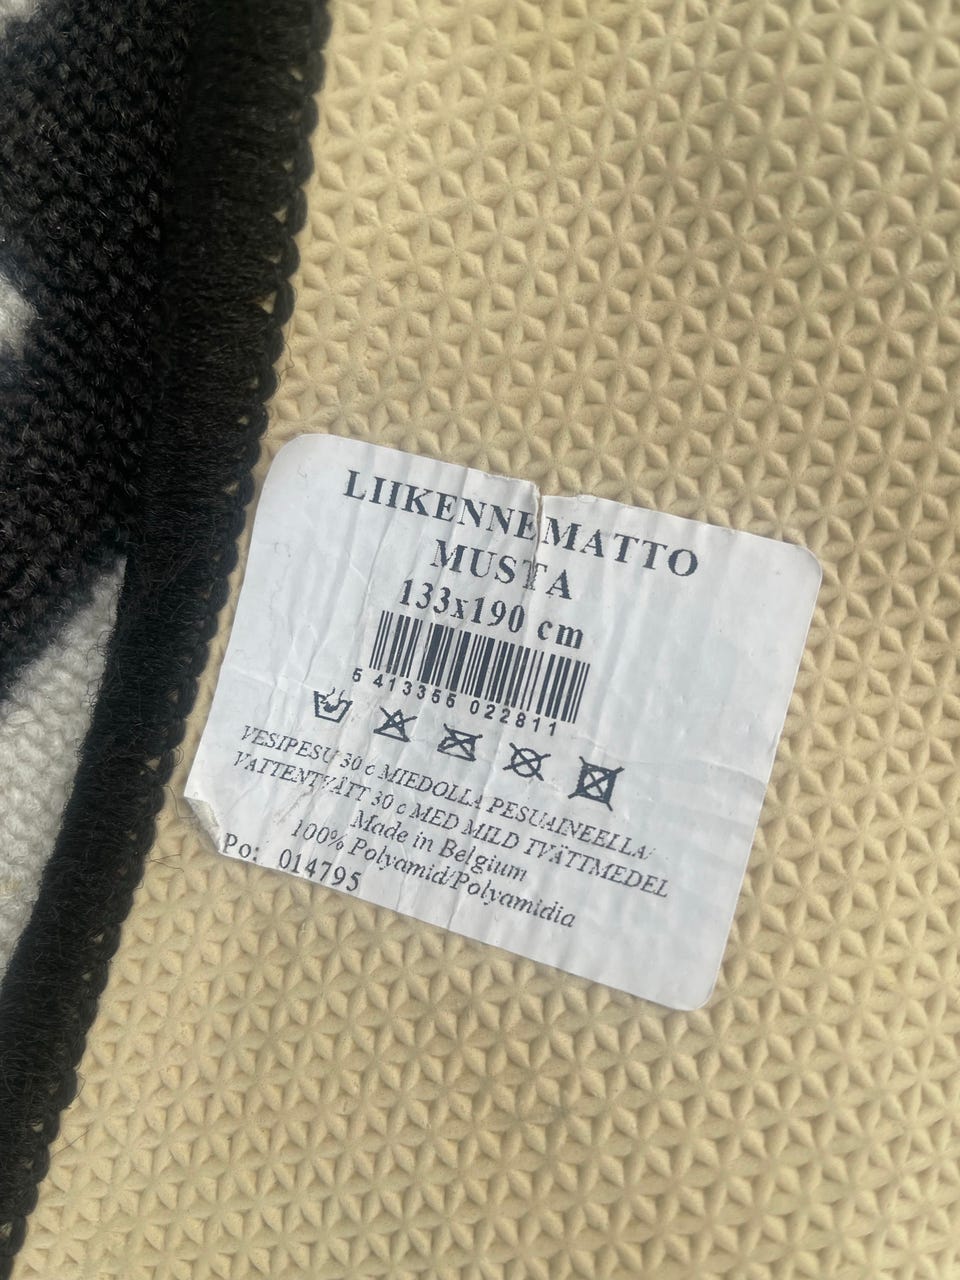 LIIKENNEMATTO
MUSTA
133x190 cm
5 413355 022811
VESIPESU 30 c MIEDOLLA PESUAINEELLA/
VATTENTVÄTT 30 c MED MILD TVÄTTMEDEL
Made in Belgium
100% Polyamid/Polyamidia
Po: 014795